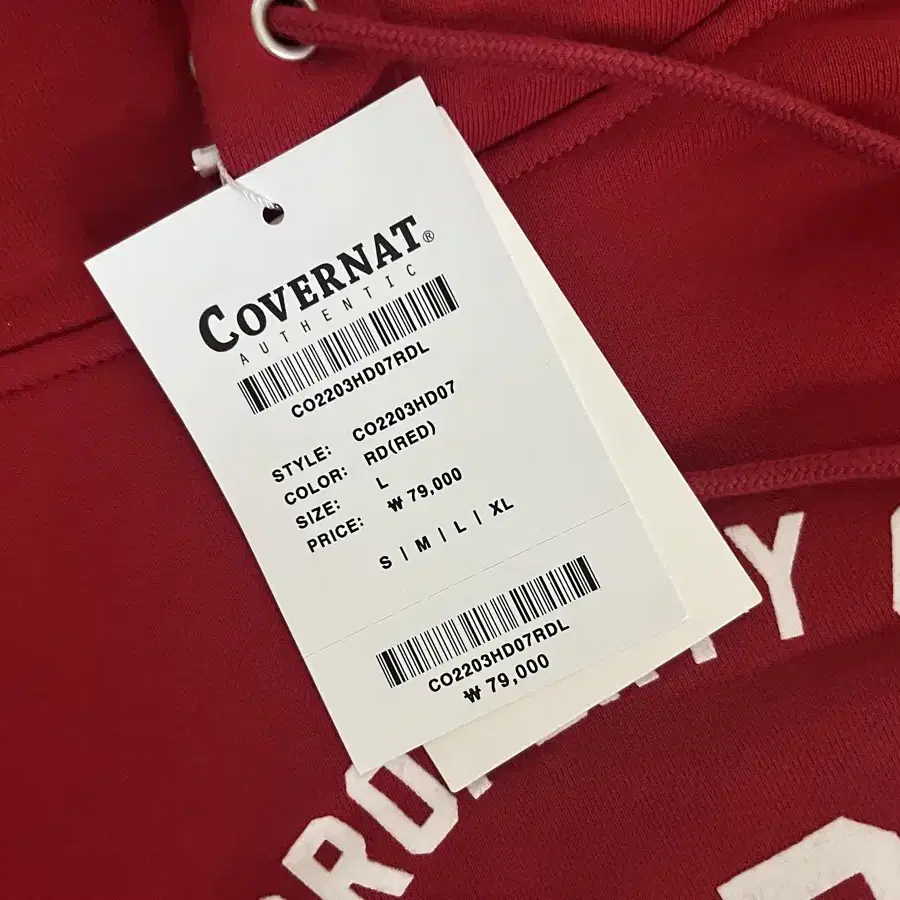 COVERNAT®
AUTHENTIC
CO2203HD07RDL
STYLE: CO2203HD07
COLOR: RD(RED)
SIZE: L
PRICE: ₩ 79,000
S | M | L | XL
CO2203HD07RDL
₩ 79,000